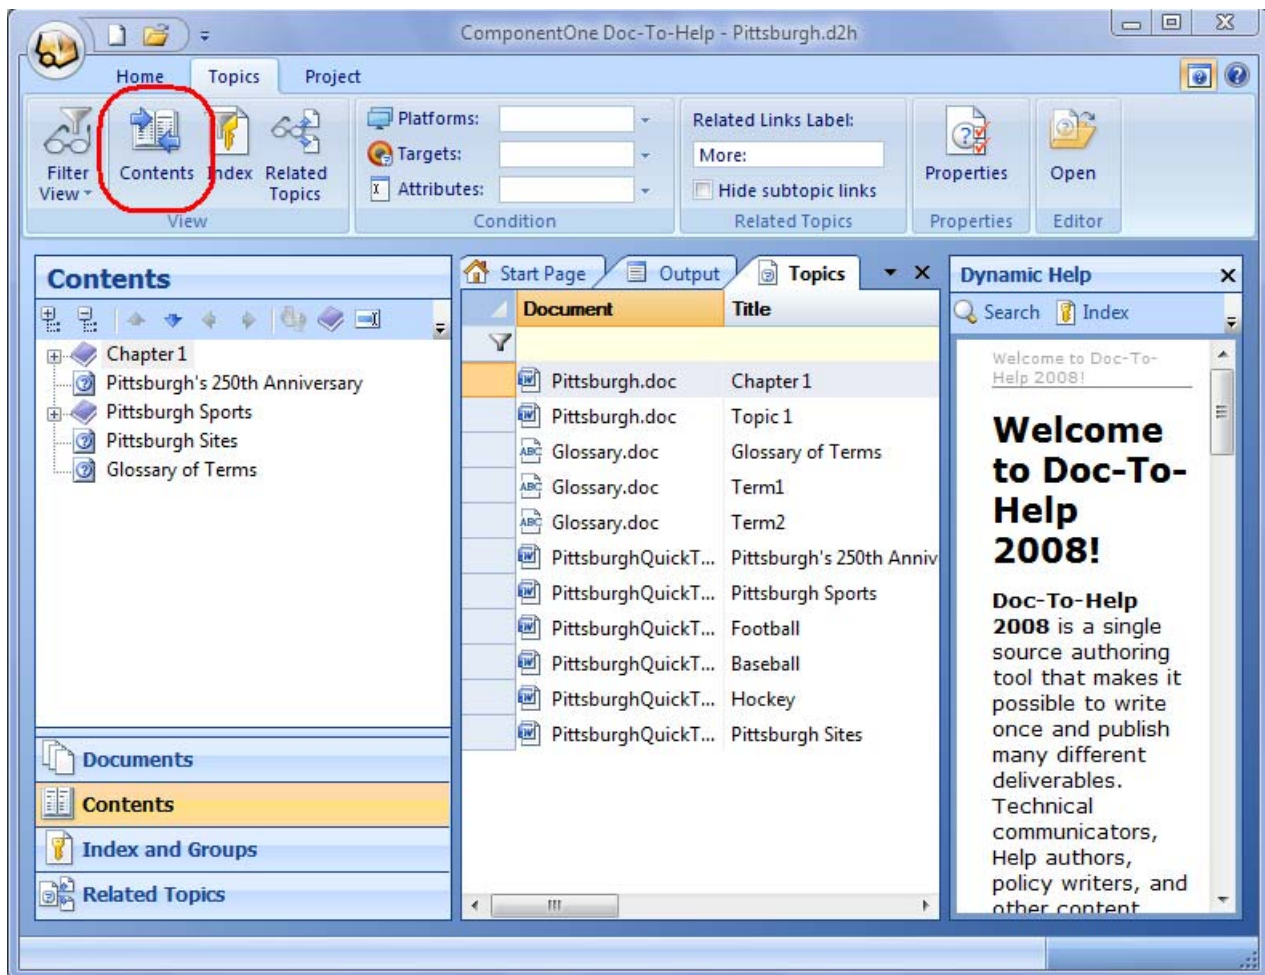 ComponentOne Doc-To-Help - Pittsburgh.d2h
Home Topics Project
Filter View
Contents
Index
Related Topics
View
Platforms:
Targets:
Attributes:
Condition
Related Links Label:
More:
Hide subtopic links
Related Topics
Properties
Properties
Open
Editor
Contents
Chapter 1
Pittsburgh's 250th Anniversary
Pittsburgh Sports
Pittsburgh Sites
Glossary of Terms
Documents
Contents
Index and Groups
Related Topics
Start Page Output Topics
Document Title
Pittsburgh.doc Chapter 1
Pittsburgh.doc Topic 1
Glossary.doc Glossary of Terms
Glossary.doc Term1
Glossary.doc Term2
PittsburghQuickT... Pittsburgh's 250th Anniv
PittsburghQuickT... Pittsburgh Sports
PittsburghQuickT... Football
PittsburghQuickT... Baseball
PittsburghQuickT... Hockey
PittsburghQuickT... Pittsburgh Sites
Dynamic Help
Search Index
Welcome to Doc-To-
Help 2008!
Welcome
to Doc-To-
Help
2008!
Doc-To-Help
2008 is a single
source authoring
tool that makes it
possible to write
once and publish
many different
deliverables.
Technical
communicators,
Help authors,
policy writers, and
other content